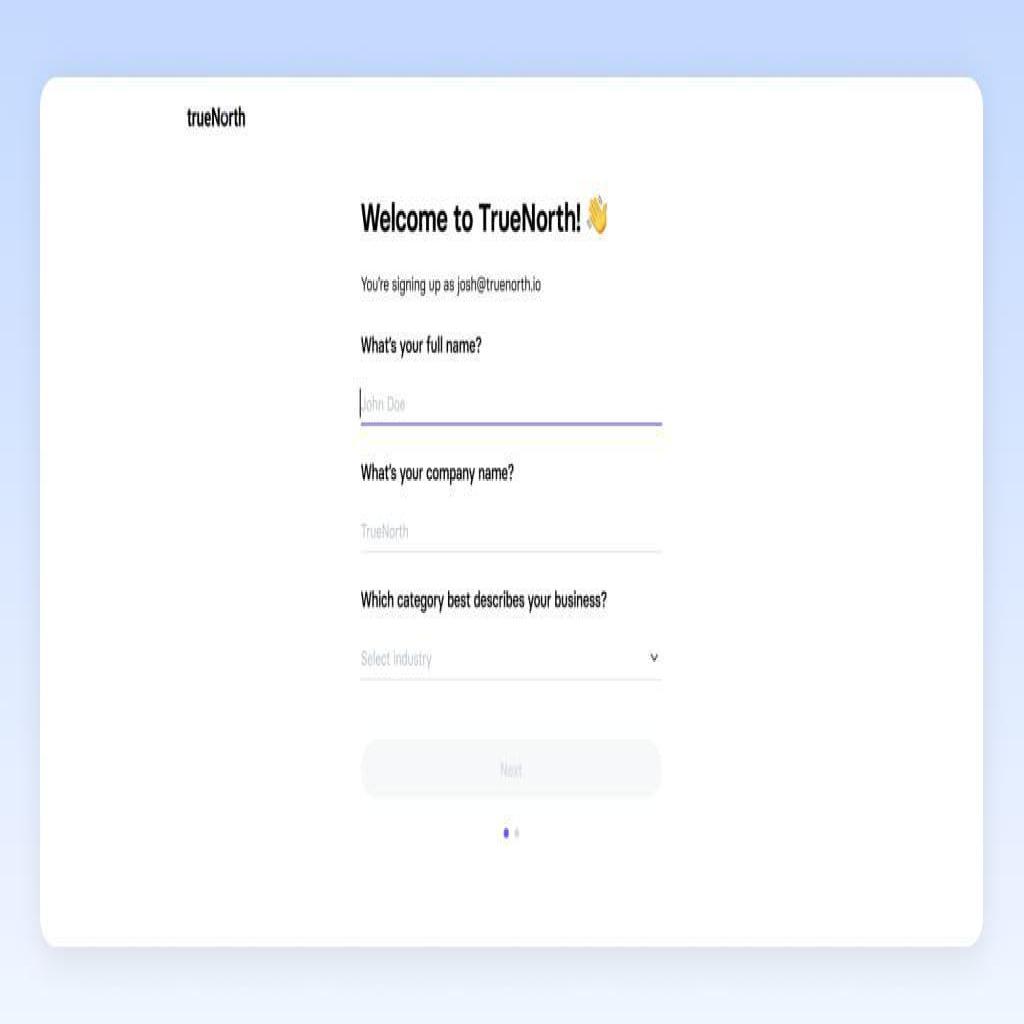 trueNorth
Welcome to TrueNorth! 👋
You're signing up as josh@truenorth.io
What's your full name?
John Doe
What's your company name?
TrueNorth
Which category best describes your business?
Select industry
Next